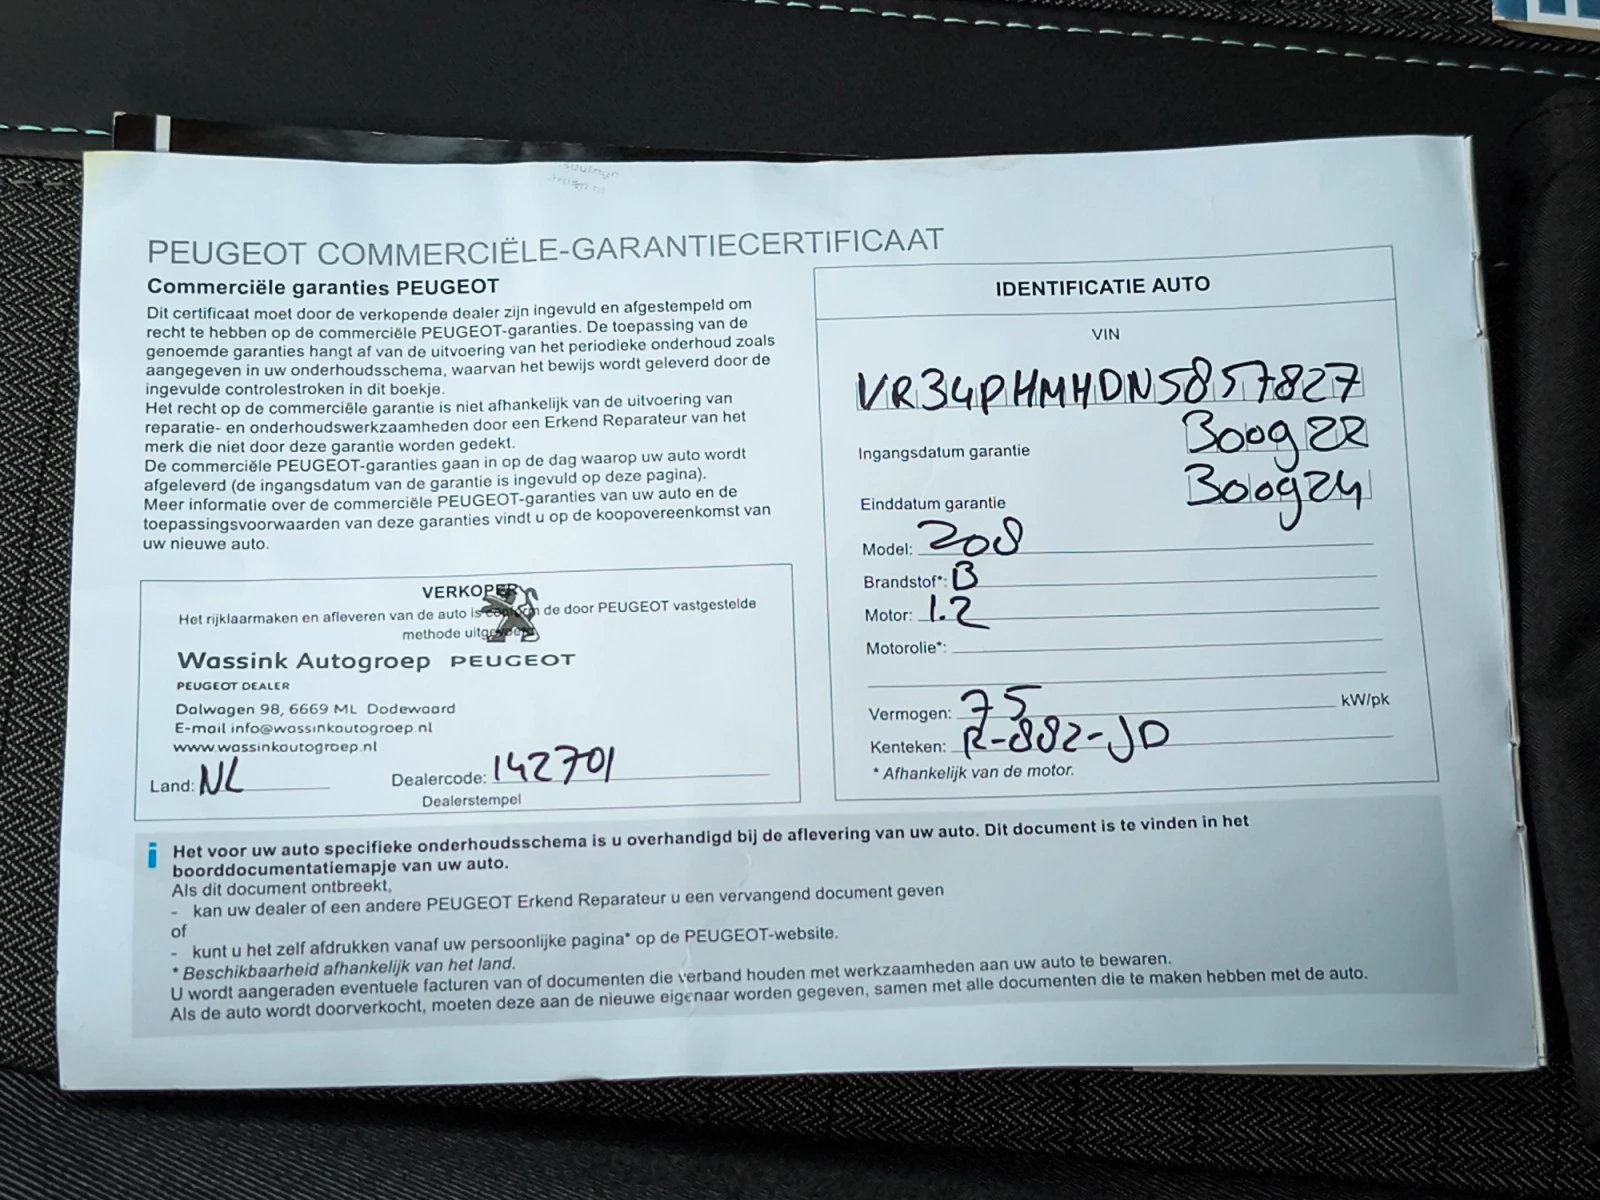 PEUGEOT COMMERCIËLE-GARANTIECERTIFICAAT
Commerciële garanties PEUGEOT
Dit certificaat moet door de verkopende dealer zijn ingevuld en afgestempeld om
recht te hebben op de commerciële PEUGEOT-garanties. De toepassing van de
genoemde garanties hangt af van de uitvoering van het periodieke onderhoud zoals
aangegeven in uw onderhoudsschema, waarvan het bewijs wordt geleverd door de
ingevulde controlestroken in dit boekje.
Het recht op de commerciële garantie is niet afhankelijk van de uitvoering van
reparatie- en onderhoudswerkzaamheden door een Erkend Reparateur van het
merk die niet door deze garantie worden gedekt.
De commerciële PEUGEOT-garanties gaan in op de dag waarop uw auto wordt
afgeleverd (de ingangsdatum van de garantie is ingevuld op deze pagina).
Meer informatie over de commerciële PEUGEOT-garanties van uw auto en de
toepassingsvoorwaarden van deze garanties vindt u op de koopovereenkomst van
uw nieuwe auto.
VERKOPER
Het rijklaarmaken en afleveren van de auto is conform de door PEUGEOT vastgestelde
methode uitgevoerd
Wassink Autogroep PEUGEOT
PEUGEOT DEALER
Dalwagen 98, 6669 ML Dodewaard
E-mail info@wassinkautogroep.nl
www.wassinkautogroep.nl
Land: NL Dealercode: 142701
Dealerstempel
IDENTIFICATIE AUTO
VIN
VR34PHMHDN5857827
Ingangsdatum garantie 300922
Einddatum garantie 300924
Model: 208
Brandstof*: B
Motor: 1.2
Motorolie*:
Vermogen: 75 kW/pk
Kenteken: R-882-JD
* Afhankelijk van de motor.
i Het voor uw auto specifieke onderhoudsschema is u overhandigd bij de aflevering van uw auto. Dit document is te vinden in het
boorddocumentatiemapje van uw auto.
Als dit document ontbreekt,
- kan uw dealer of een andere PEUGEOT Erkend Reparateur u een vervangend document geven
of
- kunt u het zelf afdrukken vanaf uw persoonlijke pagina* op de PEUGEOT-website.
* Beschikbaarheid afhankelijk van het land.
U wordt aangeraden eventuele facturen van of documenten die verband houden met werkzaamheden aan uw auto te bewaren.
Als de auto wordt doorverkocht, moeten deze aan de nieuwe eigenaar worden gegeven, samen met alle documenten die te maken hebben met de auto.